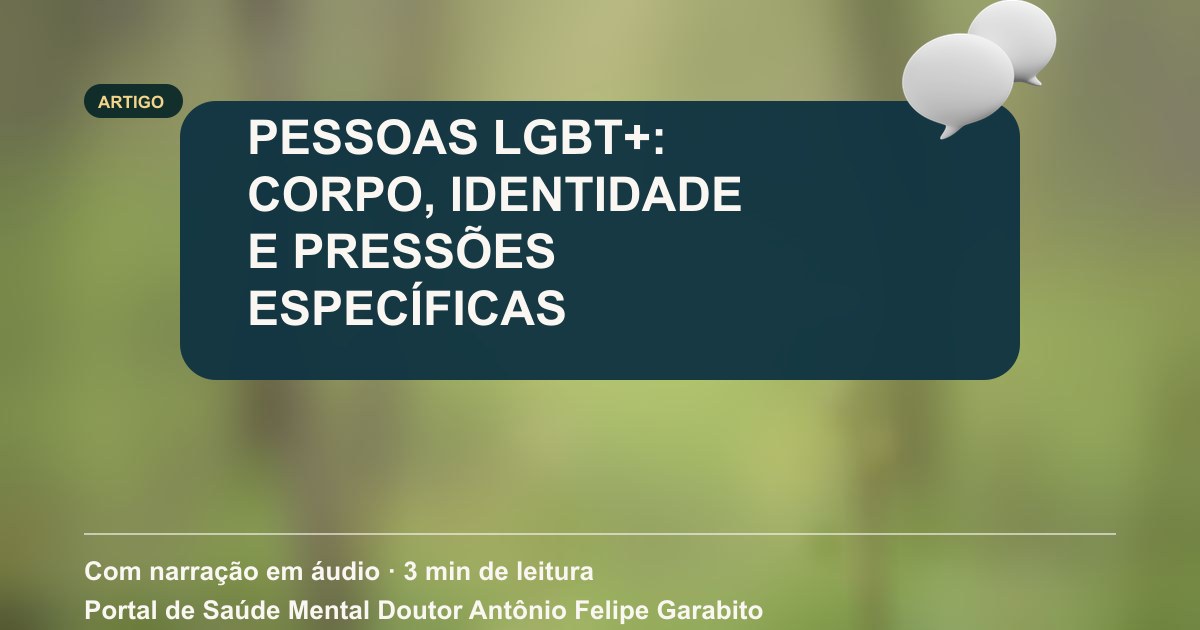 ARTIGO
PESSOAS LGBT+:
CORPO, IDENTIDADE
E PRESSÕES
ESPECÍFICAS
Com narração em áudio · 3 min de leitura
Portal de Saúde Mental Doutor Antônio Felipe Garabito